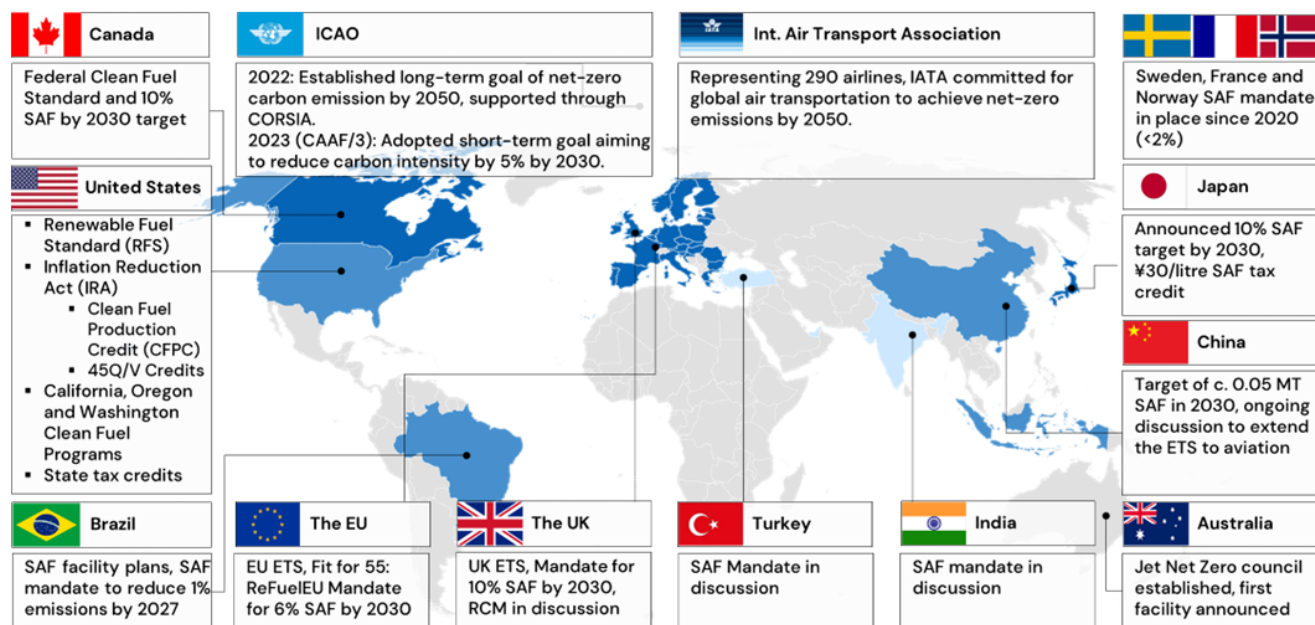 Canada
Federal Clean Fuel
Standard and 10%
SAF by 2030 target
ICAO
2022: Established long-term goal of net-zero
carbon emission by 2050, supported through
CORSIA.
2023 (CAAF/3): Adopted short-term goal aiming
to reduce carbon intensity by 5% by 2030.
IATA
Int. Air Transport Association
Representing 290 airlines, IATA committed for
global air transportation to achieve net-zero
emissions by 2050.
Sweden, France and
Norway SAF mandate
in place since 2020
(<2%)
United States
▪ Renewable Fuel
Standard (RFS)
▪ Inflation Reduction
Act (IRA)
▪ Clean Fuel
Production
Credit (CFPC)
▪ 45Q/V Credits
▪ California, Oregon
and Washington
Clean Fuel
Programs
▪ State tax credits
Japan
Announced 10% SAF
target by 2030,
¥30/litre SAF tax
credit
China
Target of c. 0.05 MT
SAF in 2030, ongoing
discussion to extend
the ETS to aviation
Brazil
SAF facility plans, SAF
mandate to reduce 1%
emissions by 2027
The EU
EU ETS, Fit for 55:
ReFuelEU Mandate
for 6% SAF by 2030
The UK
UK ETS, Mandate for
10% SAF by 2030,
RCM in discussion
Turkey
SAF Mandate in
discussion
India
SAF mandate in
discussion
Australia
Jet Net Zero council
established, first
facility announced